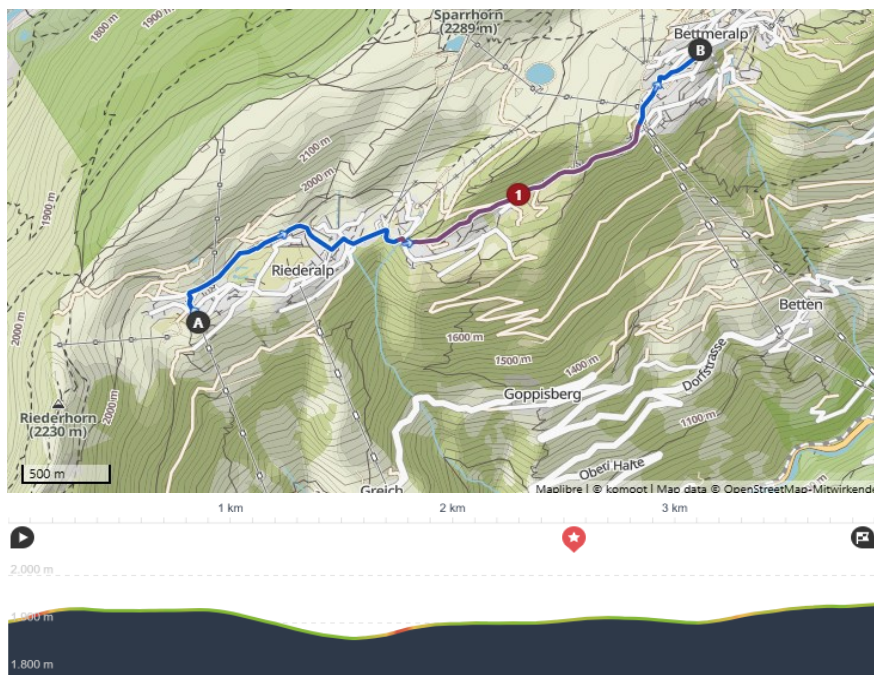 1800 m
1900 m
Sparrhorn
(2289 m)
Bettmeralp
B
2100 m
2000 m
1900 m
1
Riederalp
A
Betten
2000 m
1600 m
1500 m
1400 m
Dorfstrasse
Goppisberg
2000 m
Riederhorn
(2230 m)
1100 m
Oberi Halte
500 m
Greich
Maplibre | © komoot | Map data © OpenStreetMap-Mitwirkende
1 km
2 km
3 km
2.000 m
1.900 m
1.800 m